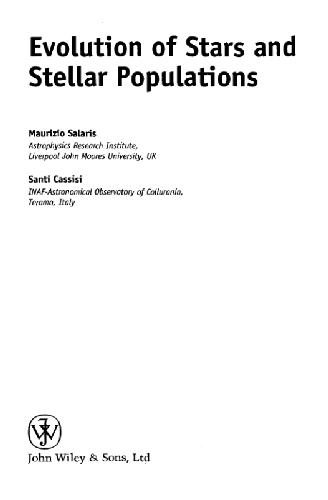 Evolution of Stars and
Stellar Populations
Maurizio Salaris
Astrophysics Research Institute,
Liverpool John Moores University, UK
Santi Cassisi
INAF-Astronomical Observatory of Collurania,
Teramo, Italy
John Wiley & Sons, Ltd